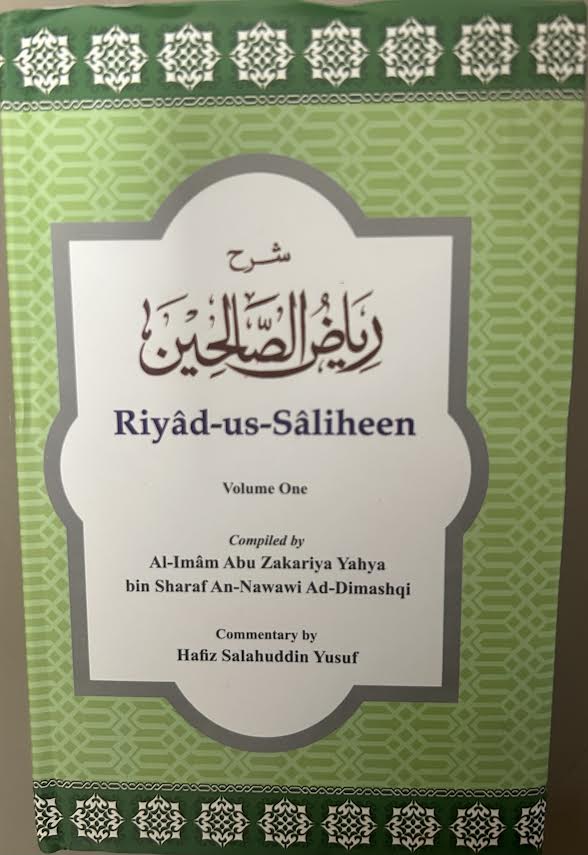 شرح
رياض الصالحين
Riyâd-us-Sâliheen
Volume One
Compiled by
Al-Imâm Abu Zakariya Yahya
bin Sharaf An-Nawawi Ad-Dimashqi
Commentary by
Hafiz Salahuddin Yusuf